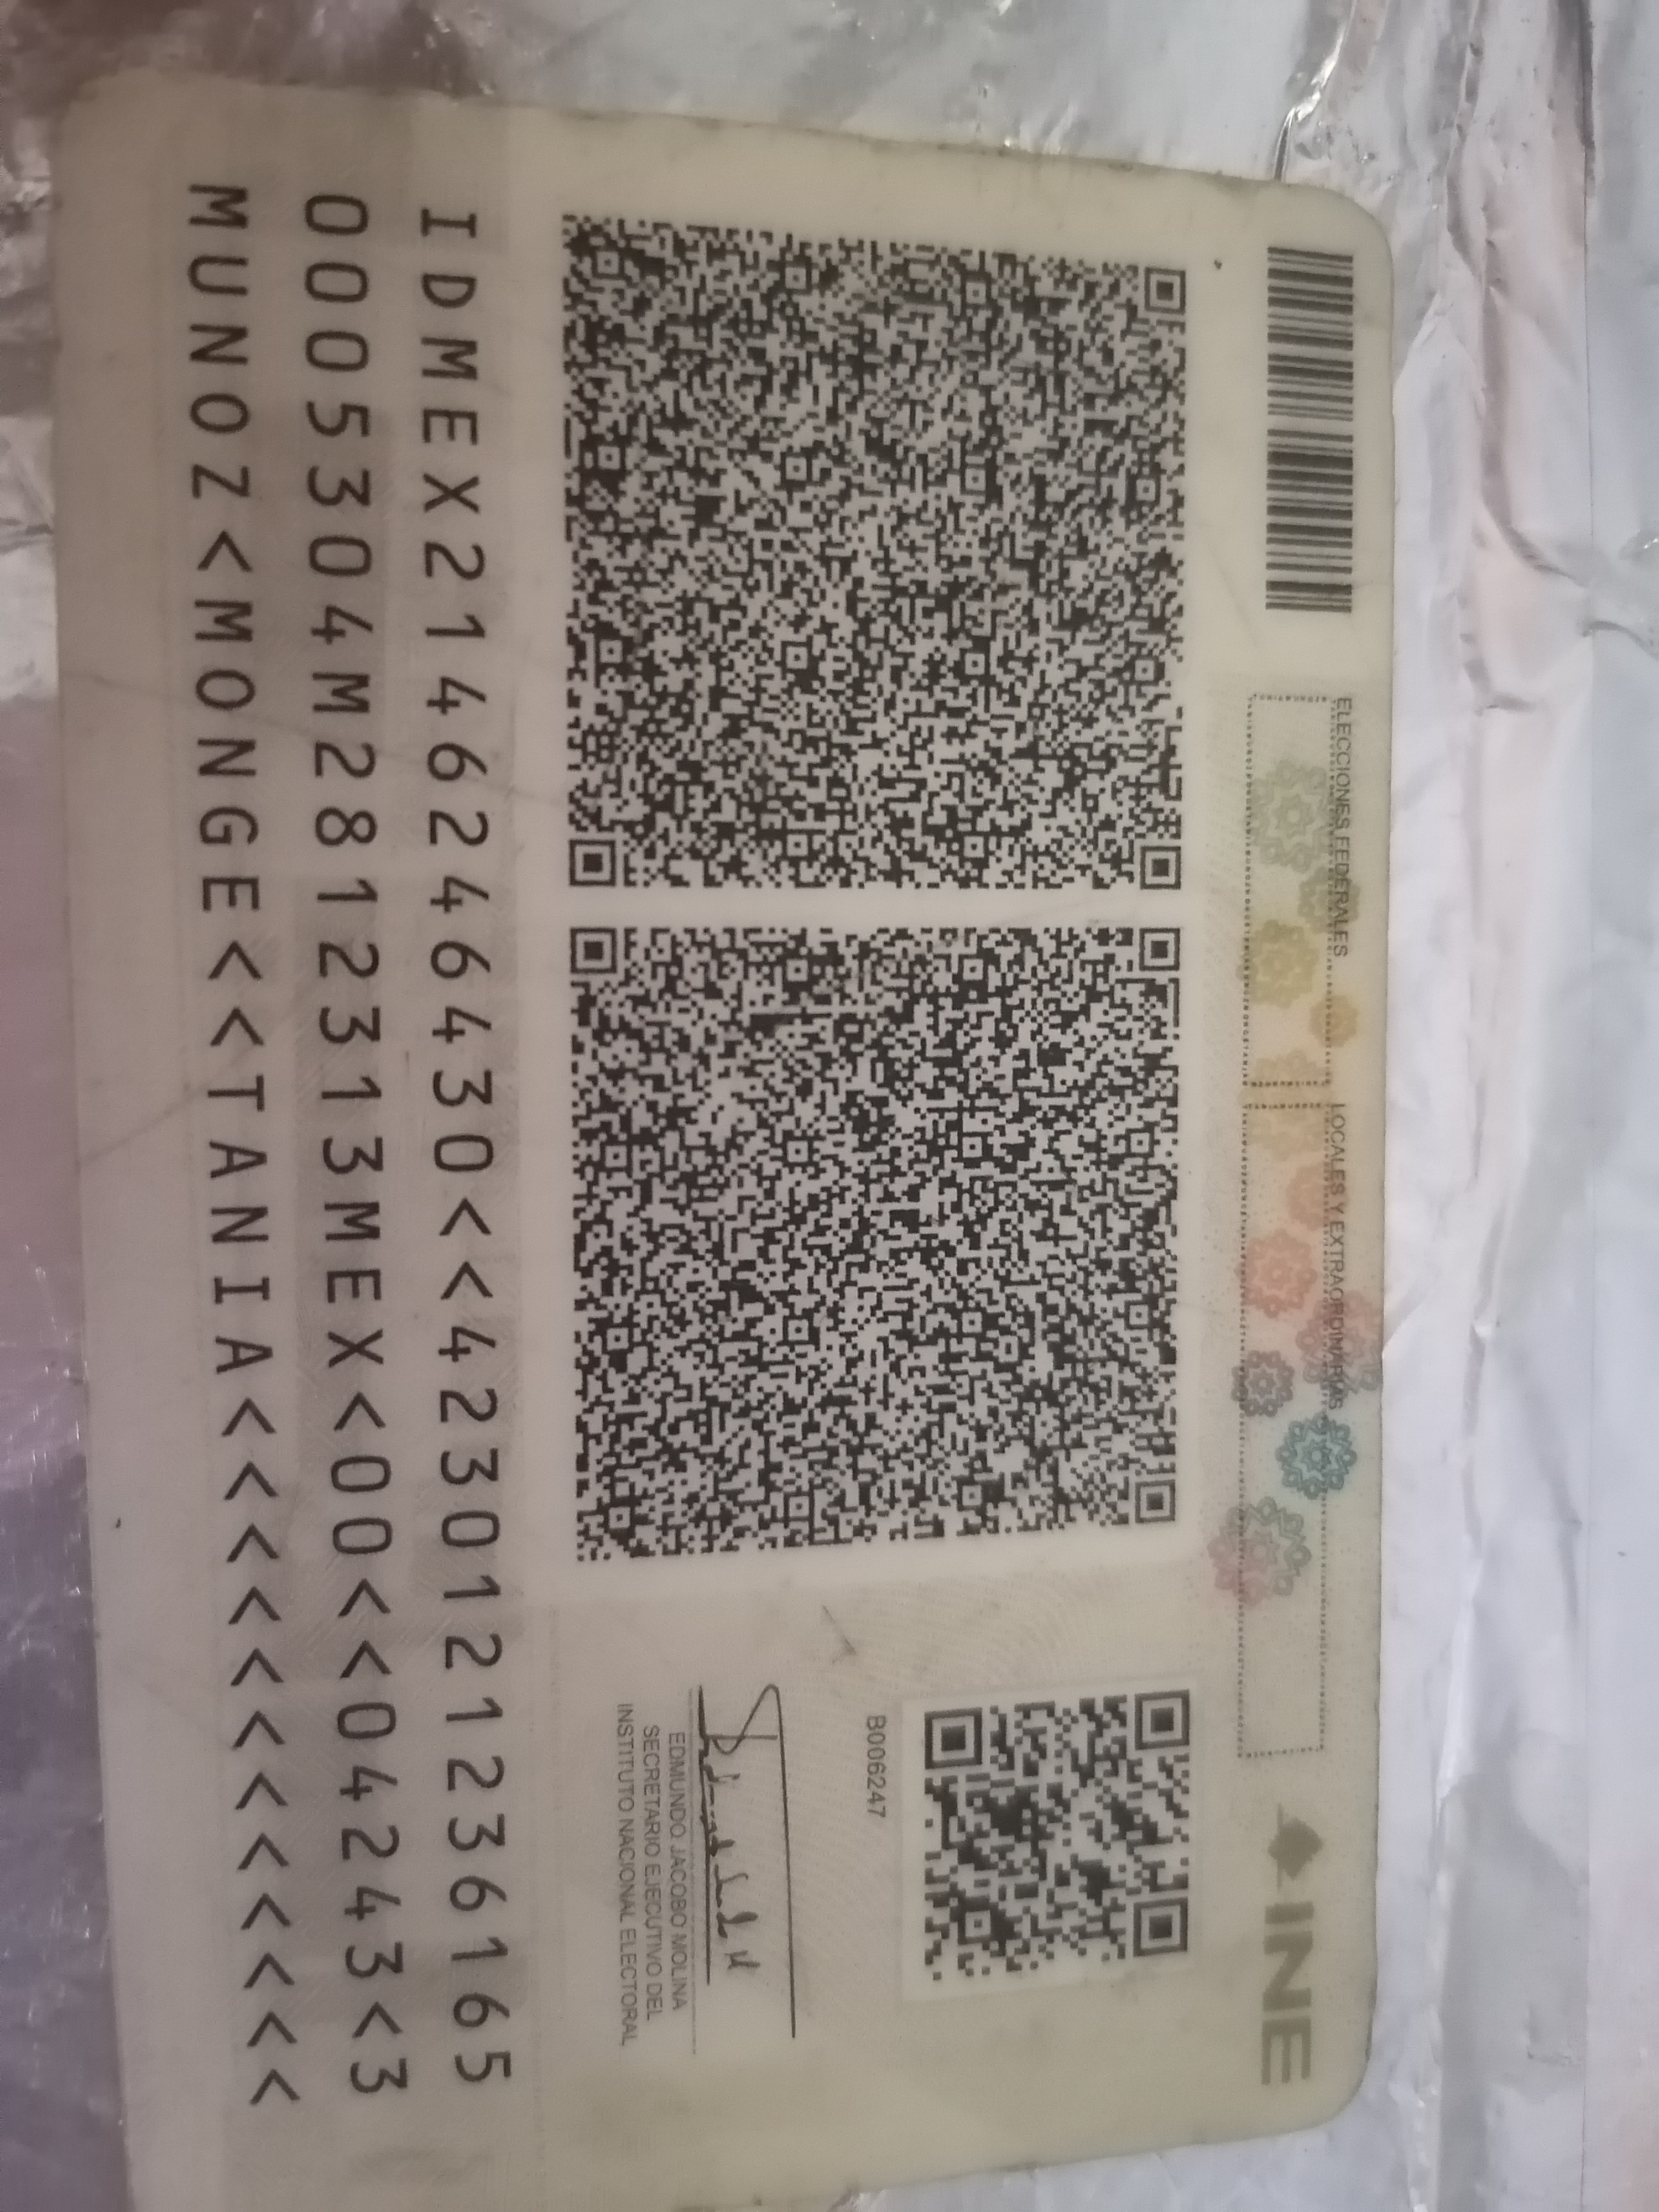 ELECCIONES FEDERALES
LOCALES Y EXTRAORDINARIAS
INE
B006247
EDMUNDO JACOBO MOLINA
SECRETARIO EJECUTIVO DEL
INSTITUTO NACIONAL ELECTORAL
IDMEX2146246430<<4230121236165
0005304M2812313MEX<00<<04243<3
MUNOZ<MONGE<<TANIA<<<<<<<<<<<<